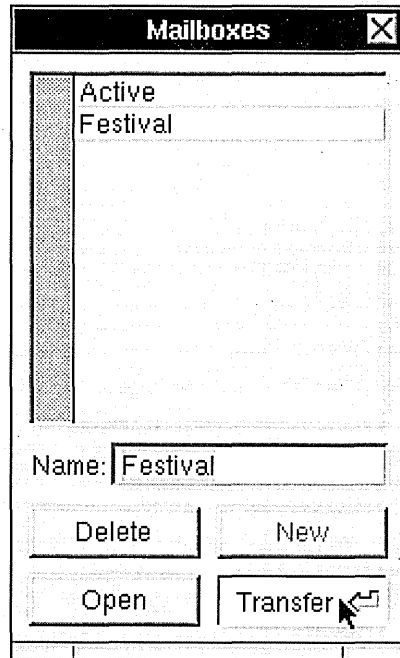 Mailboxes
Active
Festival
Name: Festival
Delete New
Open Transfer